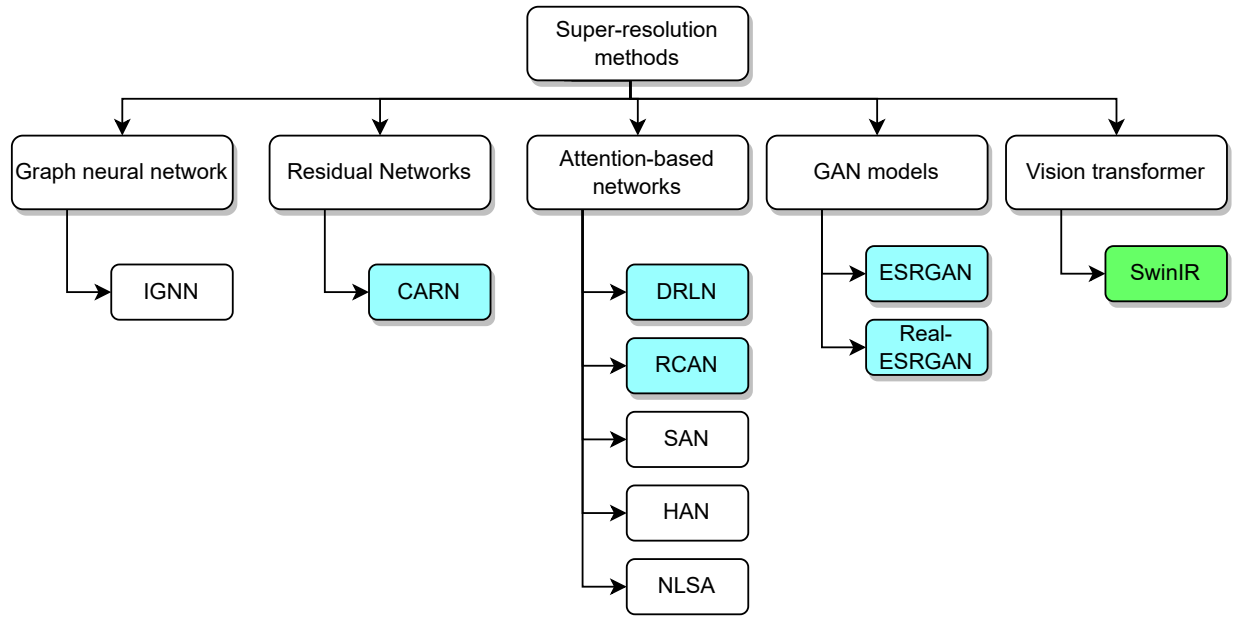 Super-resolution
methods
Graph neural network
Residual Networks
Attention-based
networks
GAN models
Vision transformer
IGNN
CARN
DRLN
RCAN
SAN
HAN
NLSA
ESRGAN
Real-
ESRGAN
SwinIR